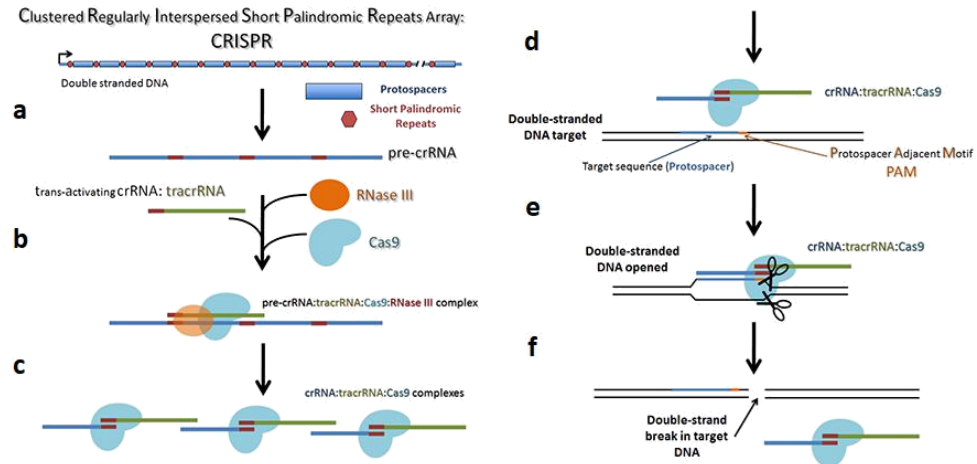 Clustered Regularly Interspersed Short Palindromic Repeats Array:
CRISPR
Double stranded DNA
Protospacers
Short Palindromic
Repeats
a
pre-crRNA
trans-activating crRNA: tracrRNA
RNase III
Cas9
b
pre-crRNA:tracrRNA:Cas9:RNase III complex
c
crRNA:tracrRNA:Cas9 complexes
d
crRNA:tracrRNA:Cas9
Double-stranded
DNA target
Target sequence (Protospacer)
Protospacer Adjacent Motif
PAM
e
crRNA:tracrRNA:Cas9
Double-stranded
DNA opened
f
Double-strand
break in target
DNA